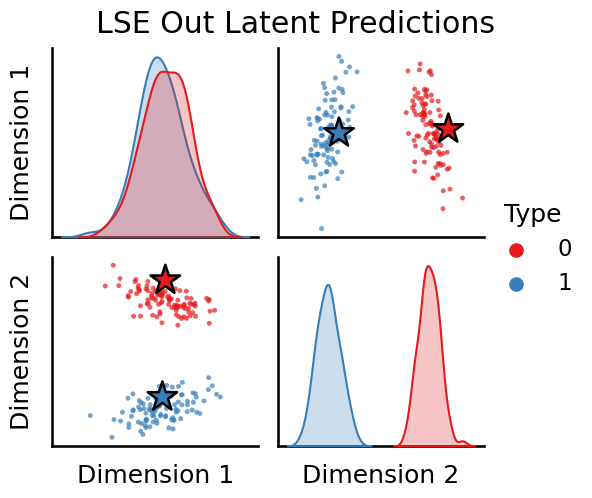 LSE Out Latent Predictions
Dimension 1
Dimension 2
Type
0
1
Dimension 1
Dimension 2